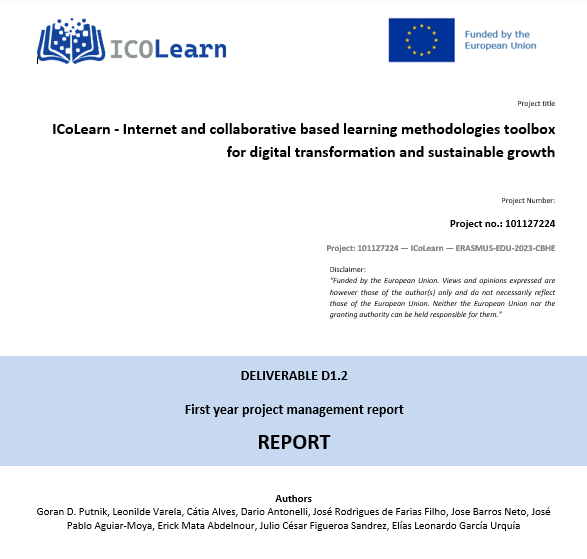 ICOLearn
Funded by the
European Union
Project title
ICoLearn - Internet and collaborative based learning methodologies toolbox
for digital transformation and sustainable growth
Project Number:
Project no.: 101127224
Project: 101127224 — ICoLearn — ERASMUS-EDU-2023-CBHE
Disclaimer:
"Funded by the European Union. Views and opinions expressed are
however those of the author(s) only and do not necessarily reflect
those of the European Union. Neither the European Union nor the
granting authority can be held responsible for them."
DELIVERABLE D1.2
First year project management report
REPORT
Authors
Goran D. Putnik, Leonilde Varela, Cátia Alves, Dario Antonelli, José Rodrigues de Farias Filho, Jose Barros Neto, José
Pablo Aguiar-Moya, Erick Mata Abdelnour, Julio César Figueroa Sandrez, Elías Leonardo García Urquía